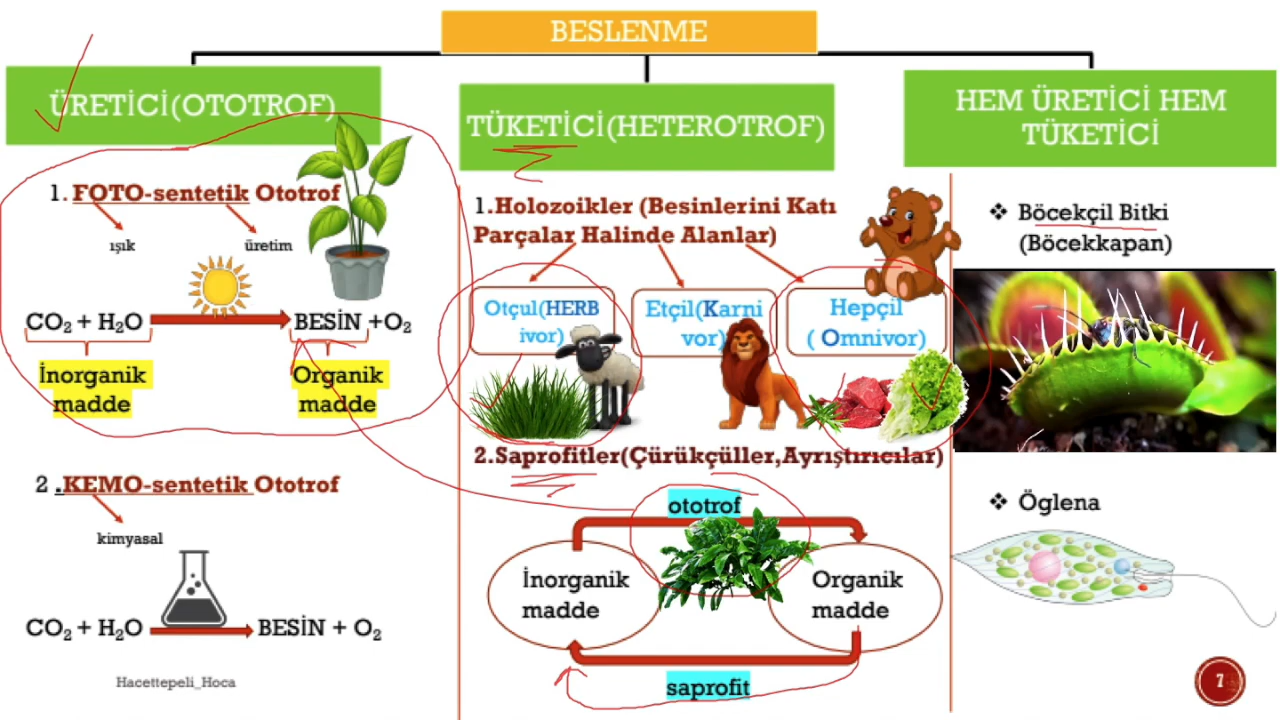 BESLENME
ÜRETİCİ(OTOTROF)
1. FOTO-sentetik Ototrof
ışık
üretim
CO₂ + H₂O
BESİN +O₂
İnorganik
madde
Organik
madde
2 .KEMO-sentetik Ototrof
kimyasal
CO₂ + H₂O
BESİN + O₂
Hacettepeli_Hoca
TÜKETİCİ(HETEROTROF)
1.Holozoikler (Besinlerini Katı
Parçalar Halinde Alanlar)
Otçul(HERB
ivor)
Etçil(Karni
vor)
Hepçil
( Omnivor)
2.Saprofitler(Çürükçüller,Ayrıştırıcılar)
ototrof
İnorganik
madde
Organik
madde
saprofit
HEM ÜRETİCİ HEM
TÜKETİCİ
❖ Böcekçil Bitki
(Böcekkapan)
❖ Öglena
7